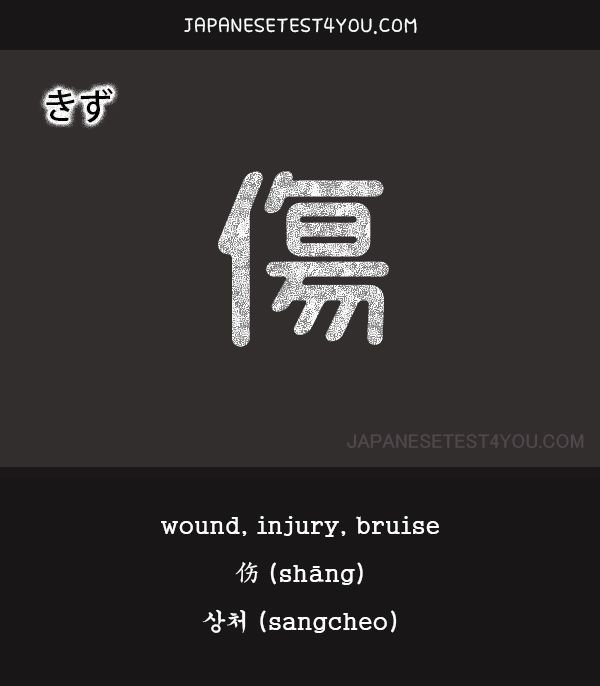 JAPANESETEST4YOU.COM
きず
傷
JAPANESETEST4YOU.COM
wound, injury, bruise
伤 (shāng)
상처 (sangcheo)